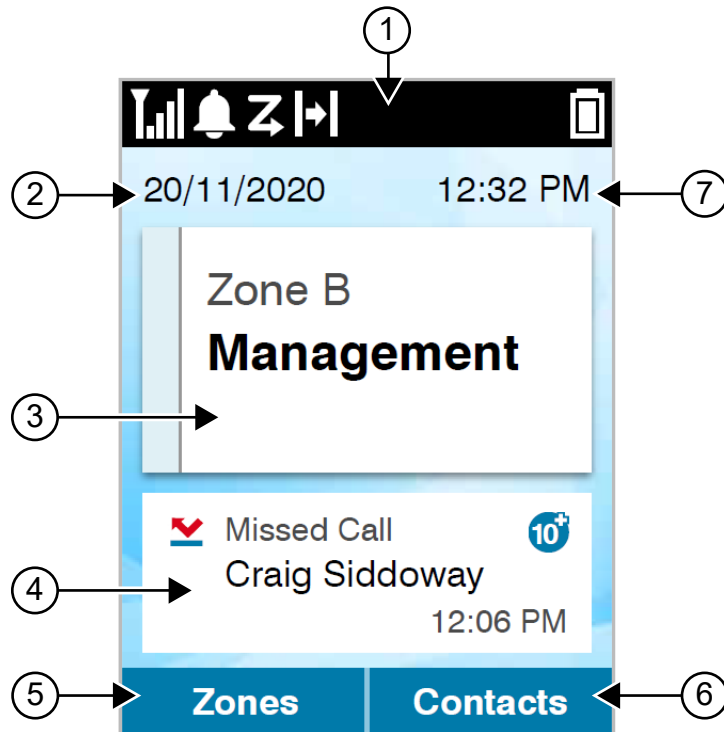 1
2
20/11/2020 12:32 PM
7
Zone B
Management
3
Missed Call 10+
Craig Siddoway
4
12:06 PM
5
Zones Contacts
6